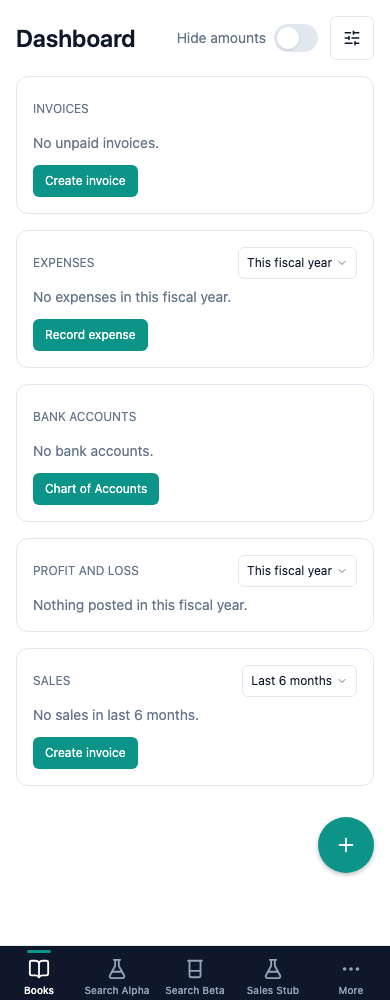 Dashboard
Hide amounts
INVOICES
No unpaid invoices.
Create invoice
EXPENSES
This fiscal year
No expenses in this fiscal year.
Record expense
BANK ACCOUNTS
No bank accounts.
Chart of Accounts
PROFIT AND LOSS
This fiscal year
Nothing posted in this fiscal year.
SALES
Last 6 months
No sales in last 6 months.
Create invoice
Books
Search Alpha
Search Beta
Sales Stub
More